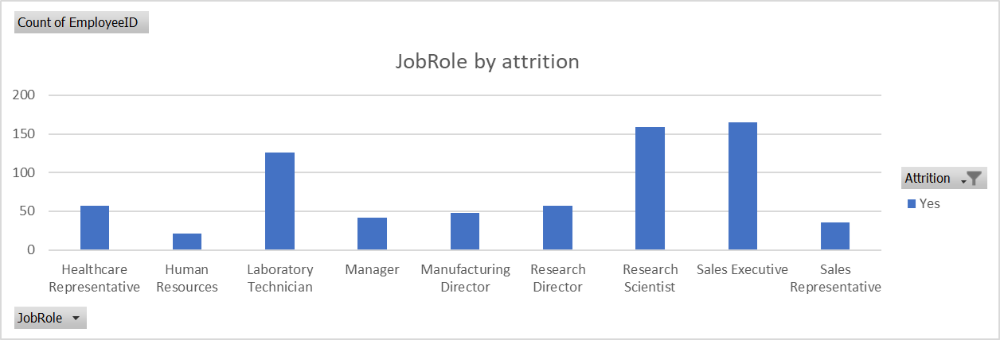 Count of EmployeeID
JobRole by attrition
200
150
100
50
0
Healthcare Representative
Human Resources
Laboratory Technician
Manager
Manufacturing Director
Research Director
Research Scientist
Sales Executive
Sales Representative
Attrition
Yes
JobRole